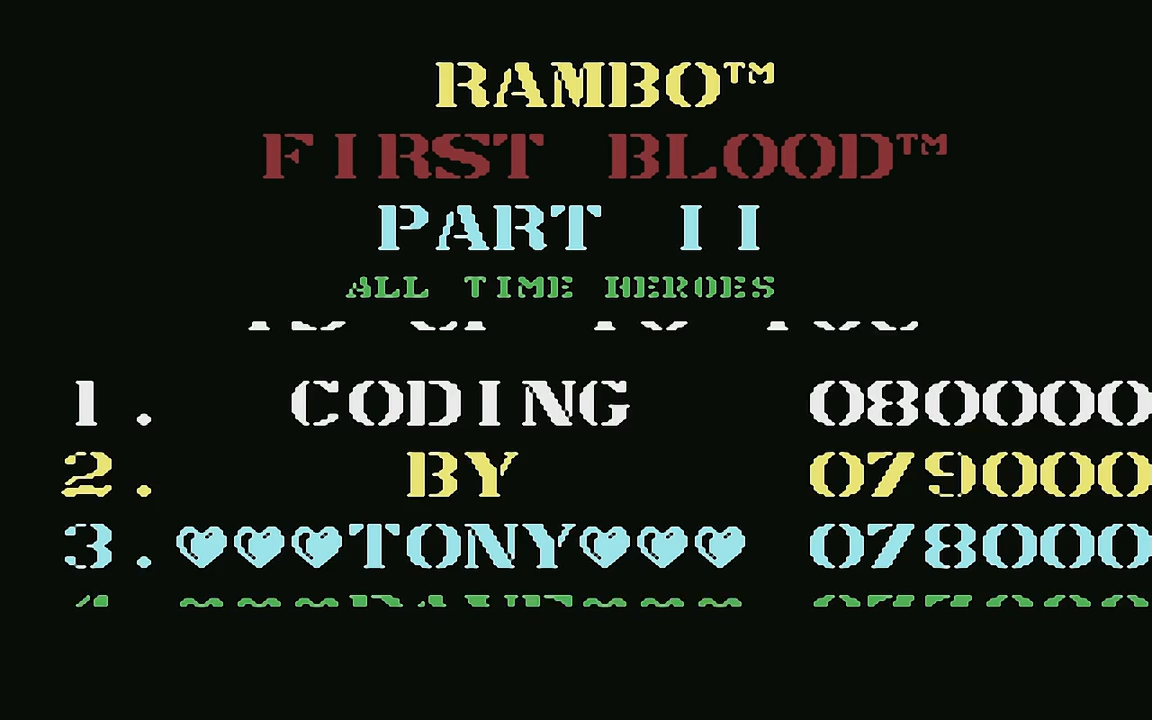 RAMBO™
FIRST BLOOD™
PART II
ALL TIME HEROES
1. CODING 080000
2. BY 079000
3.♥♥♥TONY♥♥♥ 078000